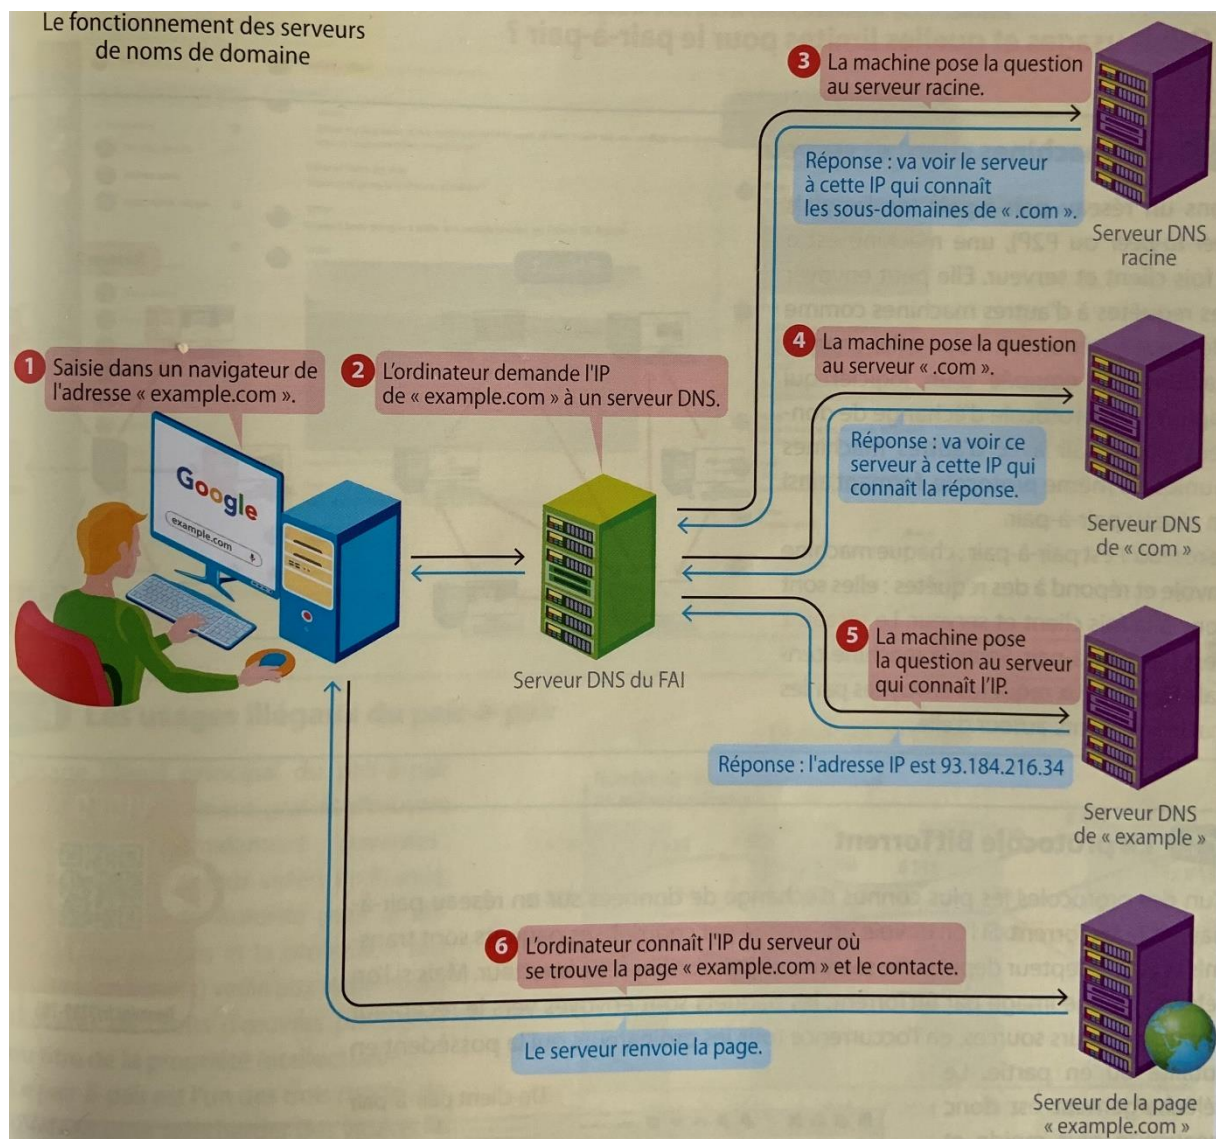 Le fonctionnement des serveurs
de noms de domaine
3 La machine pose la question
au serveur racine.
Réponse : va voir le serveur
à cette IP qui connaît
les sous-domaines de « .com ».
Serveur DNS
racine
1 Saisie dans un navigateur de
l'adresse « example.com ».
2 L'ordinateur demande l'IP
de « example.com » à un serveur DNS.
4 La machine pose la question
au serveur « .com ».
Réponse : va voir ce
serveur à cette IP qui
connaît la réponse.
Serveur DNS
de « com »
Google
example.com
Serveur DNS du FAI
5 La machine pose
la question au serveur
qui connaît l'IP.
Réponse : l'adresse IP est 93.184.216.34
Serveur DNS
de « example »
6 L'ordinateur connaît l'IP du serveur où
se trouve la page « example.com » et le contacte.
Le serveur renvoie la page.
Serveur de la page
« example.com »